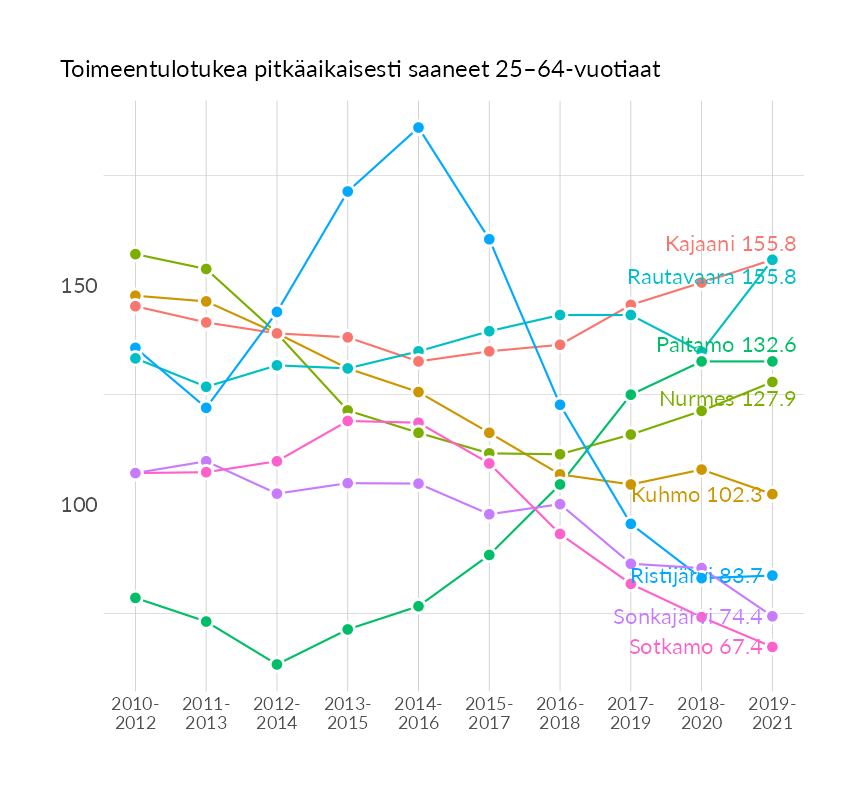 Toimeentulotukea pitkäaikaisesti saaneet 25–64-vuotiaat
Kajaani 155.8
Rautavaara 155.8
150
Paltamo 132.6
Nurmes 127.9
Kuhmo 102.3
100
Ristijärvi 83.7
Sonkajärvi 74.4
Sotkamo 67.4
2010- 2011- 2012- 2013- 2014- 2015- 2016- 2017- 2018- 2019-
2012 2013 2014 2015 2016 2017 2018 2019 2020 2021